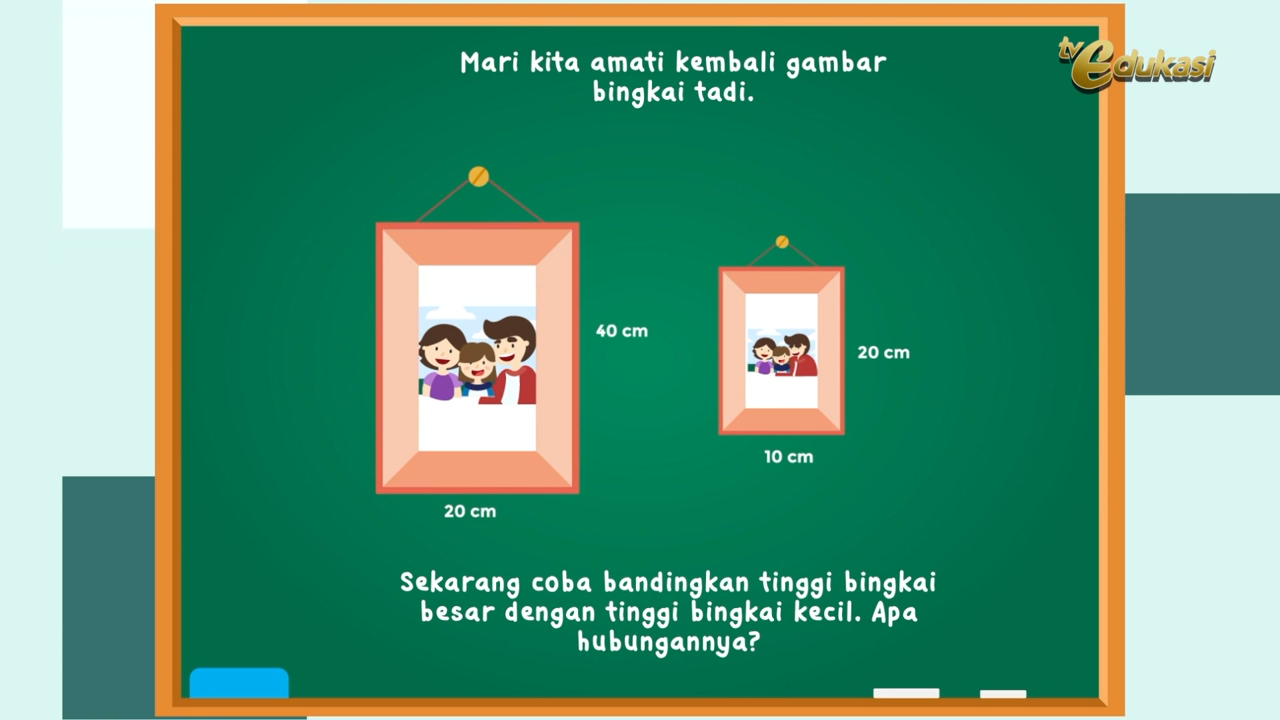 Mari kita amati kembali gambar
bingkai tadi.
tv edukasi
40 cm
20 cm
20 cm
10 cm
Sekarang coba bandingkan tinggi bingkai
besar dengan tinggi bingkai kecil. Apa
hubungannya?